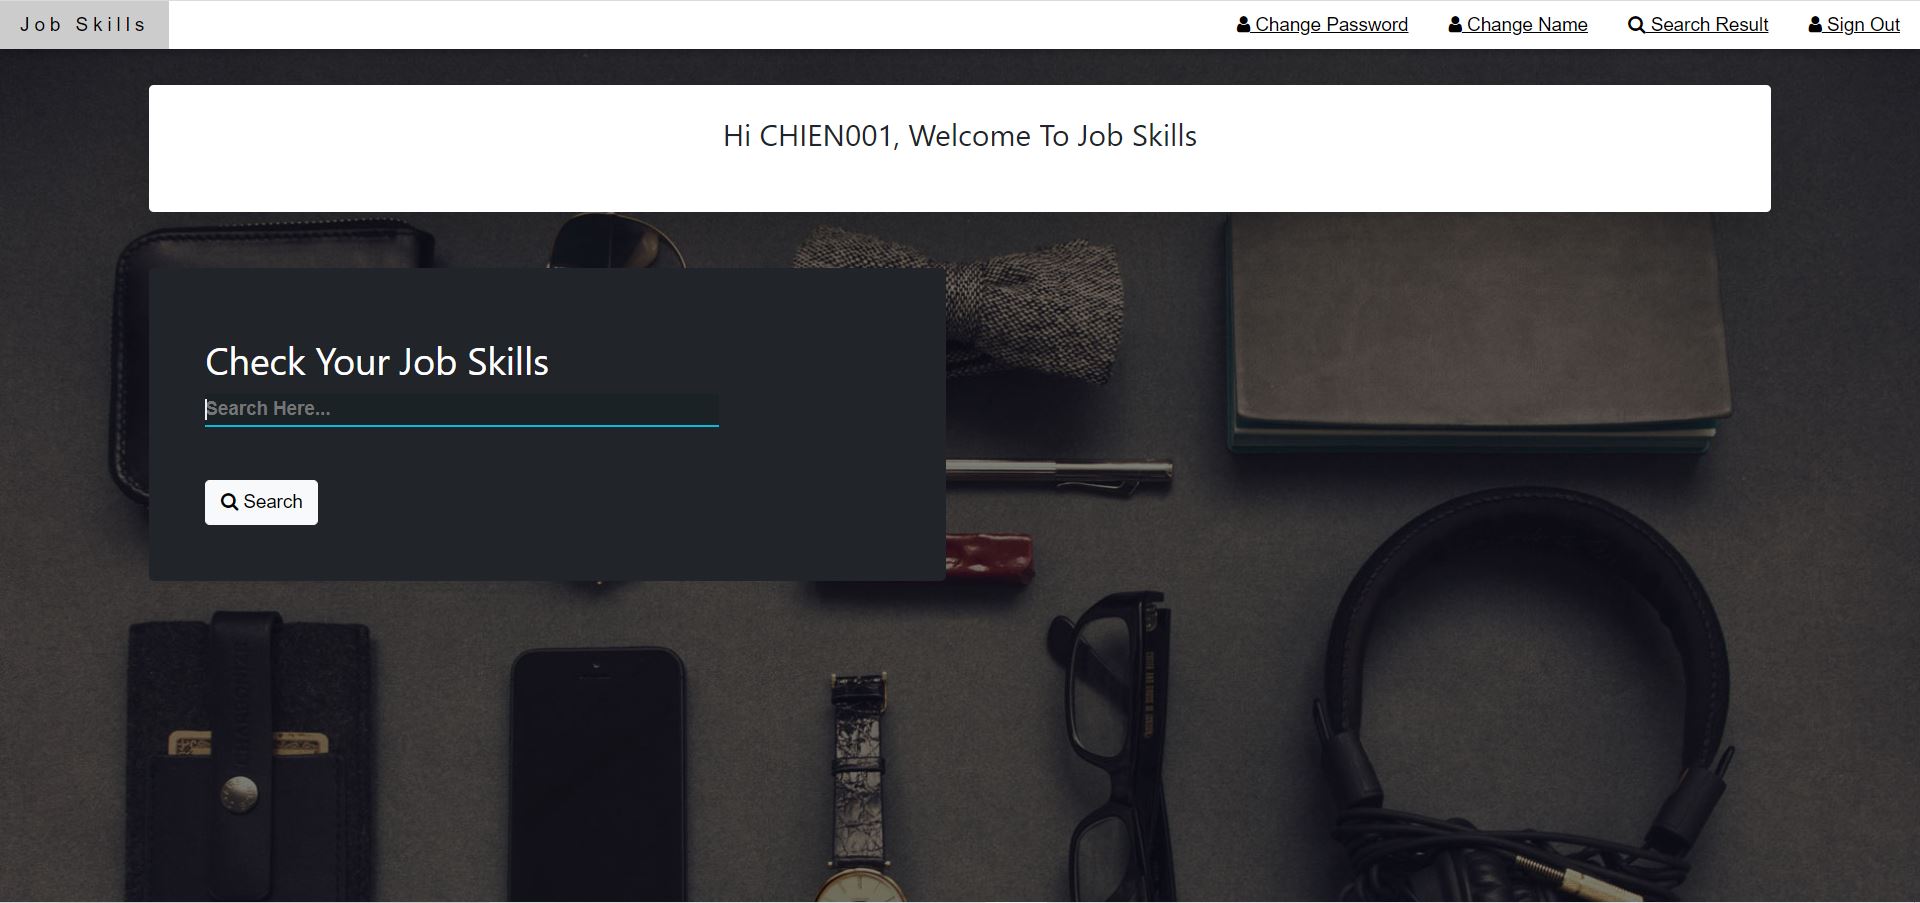 Job Skills
Change Password
Change Name
Search Result
Sign Out
Hi CHIEN001, Welcome To Job Skills
Check Your Job Skills
Search Here...
Search